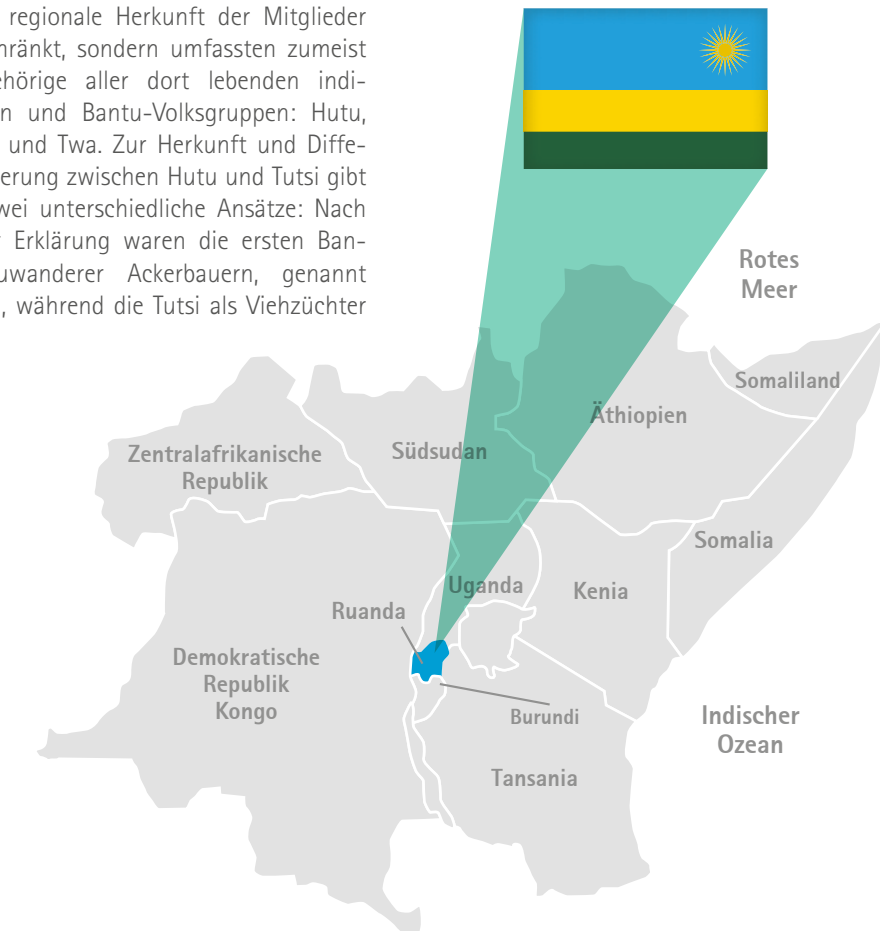 regionale Herkunft der Mitglieder
hränkt, sondern umfassten zumeist
ehörige aller dort lebenden indi-
n und Bantu-Volksgruppen: Hutu,
und Twa. Zur Herkunft und Diffe-
erung zwischen Hutu und Tutsi gibt
wei unterschiedliche Ansätze: Nach
r Erklärung waren die ersten Ban-
uwanderer Ackerbauern, genannt
, während die Tutsi als Viehzüchter
Rotes
Meer
Somaliland
Äthiopien
Zentralafrikanische
Republik
Südsudan
Somalia
Uganda
Kenia
Ruanda
Demokratische
Republik
Kongo
Burundi
Indischer
Ozean
Tansania